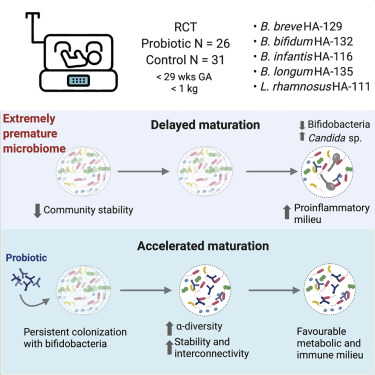 RCT
Probiotic N = 26
Control N = 31
< 29 wks GA
< 1 kg
• B. breve HA-129
• B. bifidum HA-132
• B. infantis HA-116
• B. longum HA-135
• L. rhamnosus HA-111
Extremely
premature
microbiome
Delayed maturation
Bifidobacteria
Candida sp.
Community stability
Proinflammatory
milieu
Accelerated maturation
Probiotic
Persistent colonization
with bifidobacteria
α-diversity
Stability and
interconnectivity
Favourable
metabolic and
immune milieu